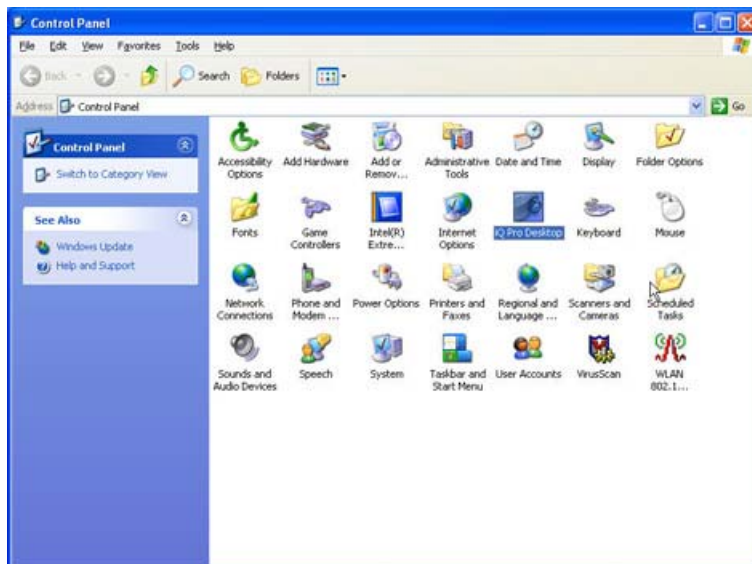 Control Panel
File Edit View Favorites Tools Help
Back Search Folders
Address Control Panel Go
Control Panel
Switch to Category View
See Also
Windows Update
Help and Support
Accessibility Options
Add Hardware
Add or Remov...
Administrative Tools
Date and Time
Display
Folder Options
Fonts
Game Controllers
Intel(R) Extre...
Internet Options
IQ Pro Desktop
Keyboard
Mouse
Network Connections
Phone and Modem ...
Power Options
Printers and Faxes
Regional and Language ...
Scanners and Cameras
Scheduled Tasks
Sounds and Audio Devices
Speech
System
Taskbar and Start Menu
User Accounts
VirusScan
WLAN 802.1...